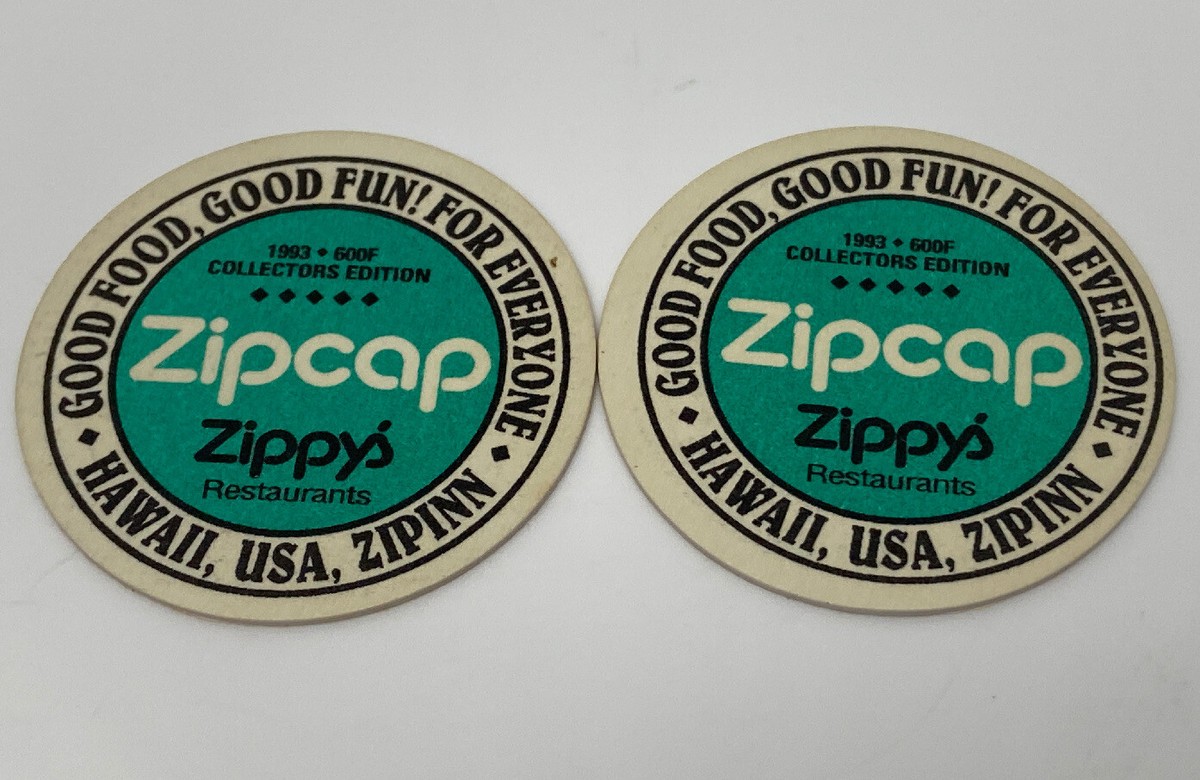 GOOD FOOD, GOOD FUN! FOR EVERYONE
1993 ♦ 600F
COLLECTORS EDITION
♦ ♦ ♦ ♦ ♦
Zipcap
Zippy's
Restaurants
♦ HAWAII, USA, ZIPINN ♦
GOOD FOOD, GOOD FUN! FOR EVERYONE
1993 ♦ 600F
COLLECTORS EDITION
♦ ♦ ♦ ♦ ♦
Zipcap
Zippy's
Restaurants
♦ HAWAII, USA, ZIPINN ♦